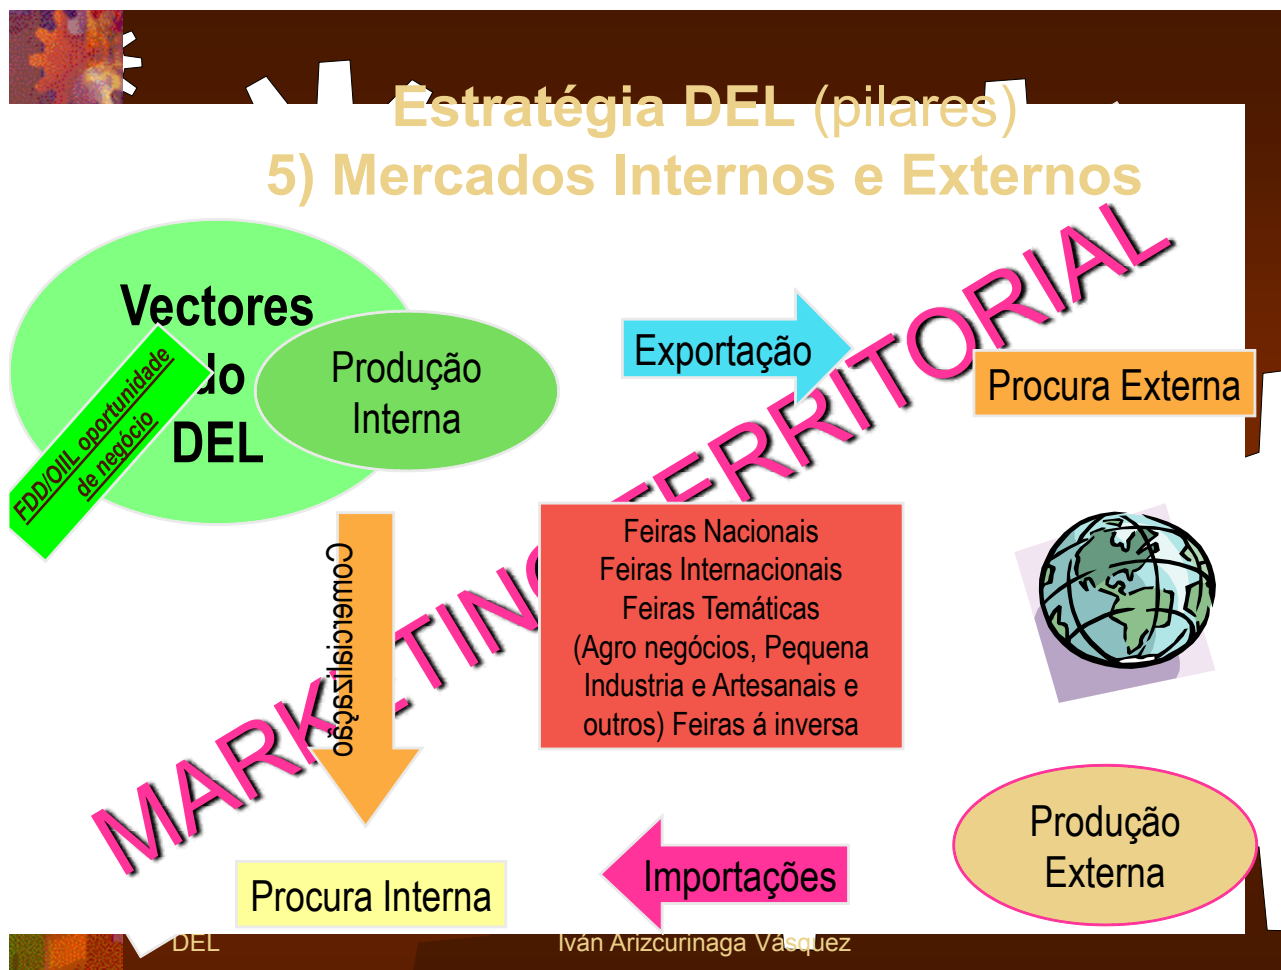 Estratégia DEL (pilares)
5) Mercados Internos e Externos
Vectores
do
DEL
FDD/OIIL oportunidade
de negócio
Produção
Interna
Exportação
Procura Externa
MARKETING TERRITORIAL
Comercialização
Feiras Nacionais
Feiras Internacionais
Feiras Temáticas
(Agro negócios, Pequena
Industria e Artesanais e
outros) Feiras á inversa
Produção
Externa
Importações
Procura Interna
DEL
Iván Arizcurinaga Vásquez